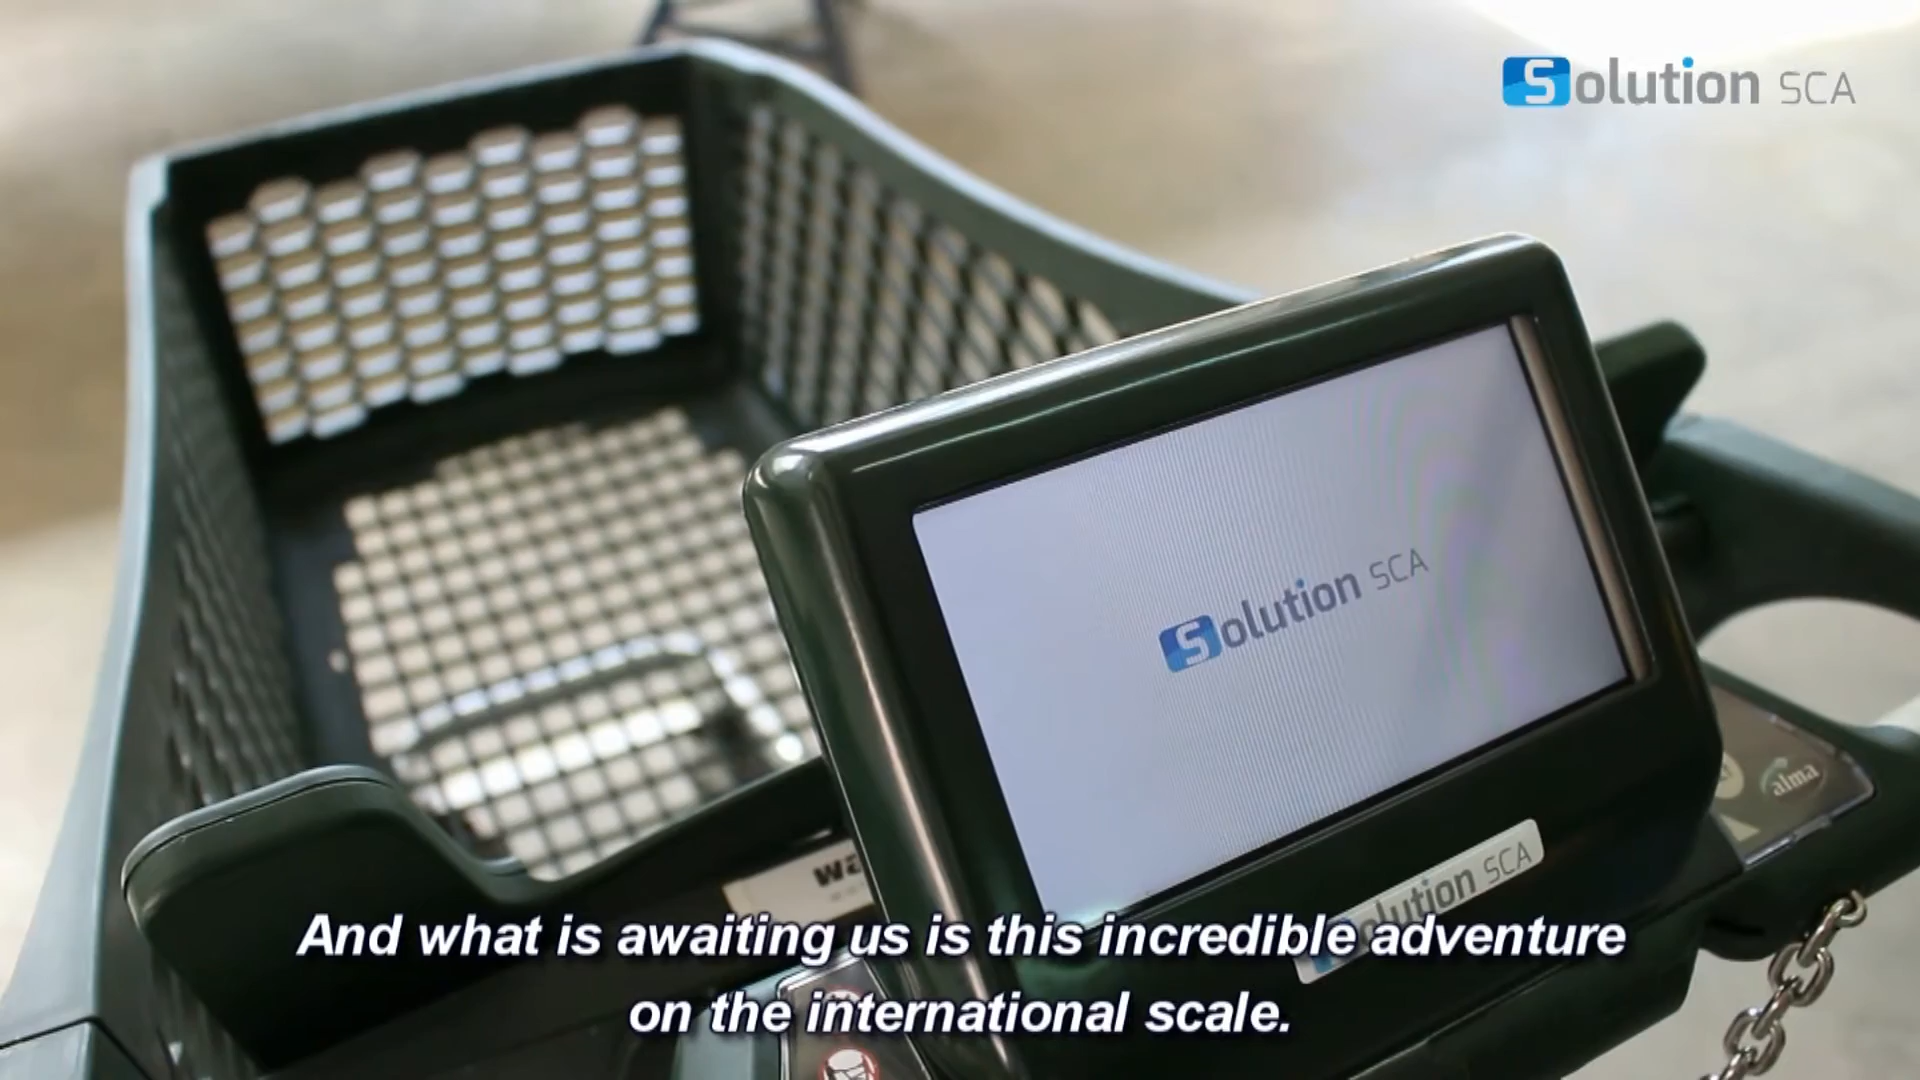 Solution SCA
Solution SCA
alma
Solution SCA
And what is awaiting us is this incredible adventure
on the international scale.